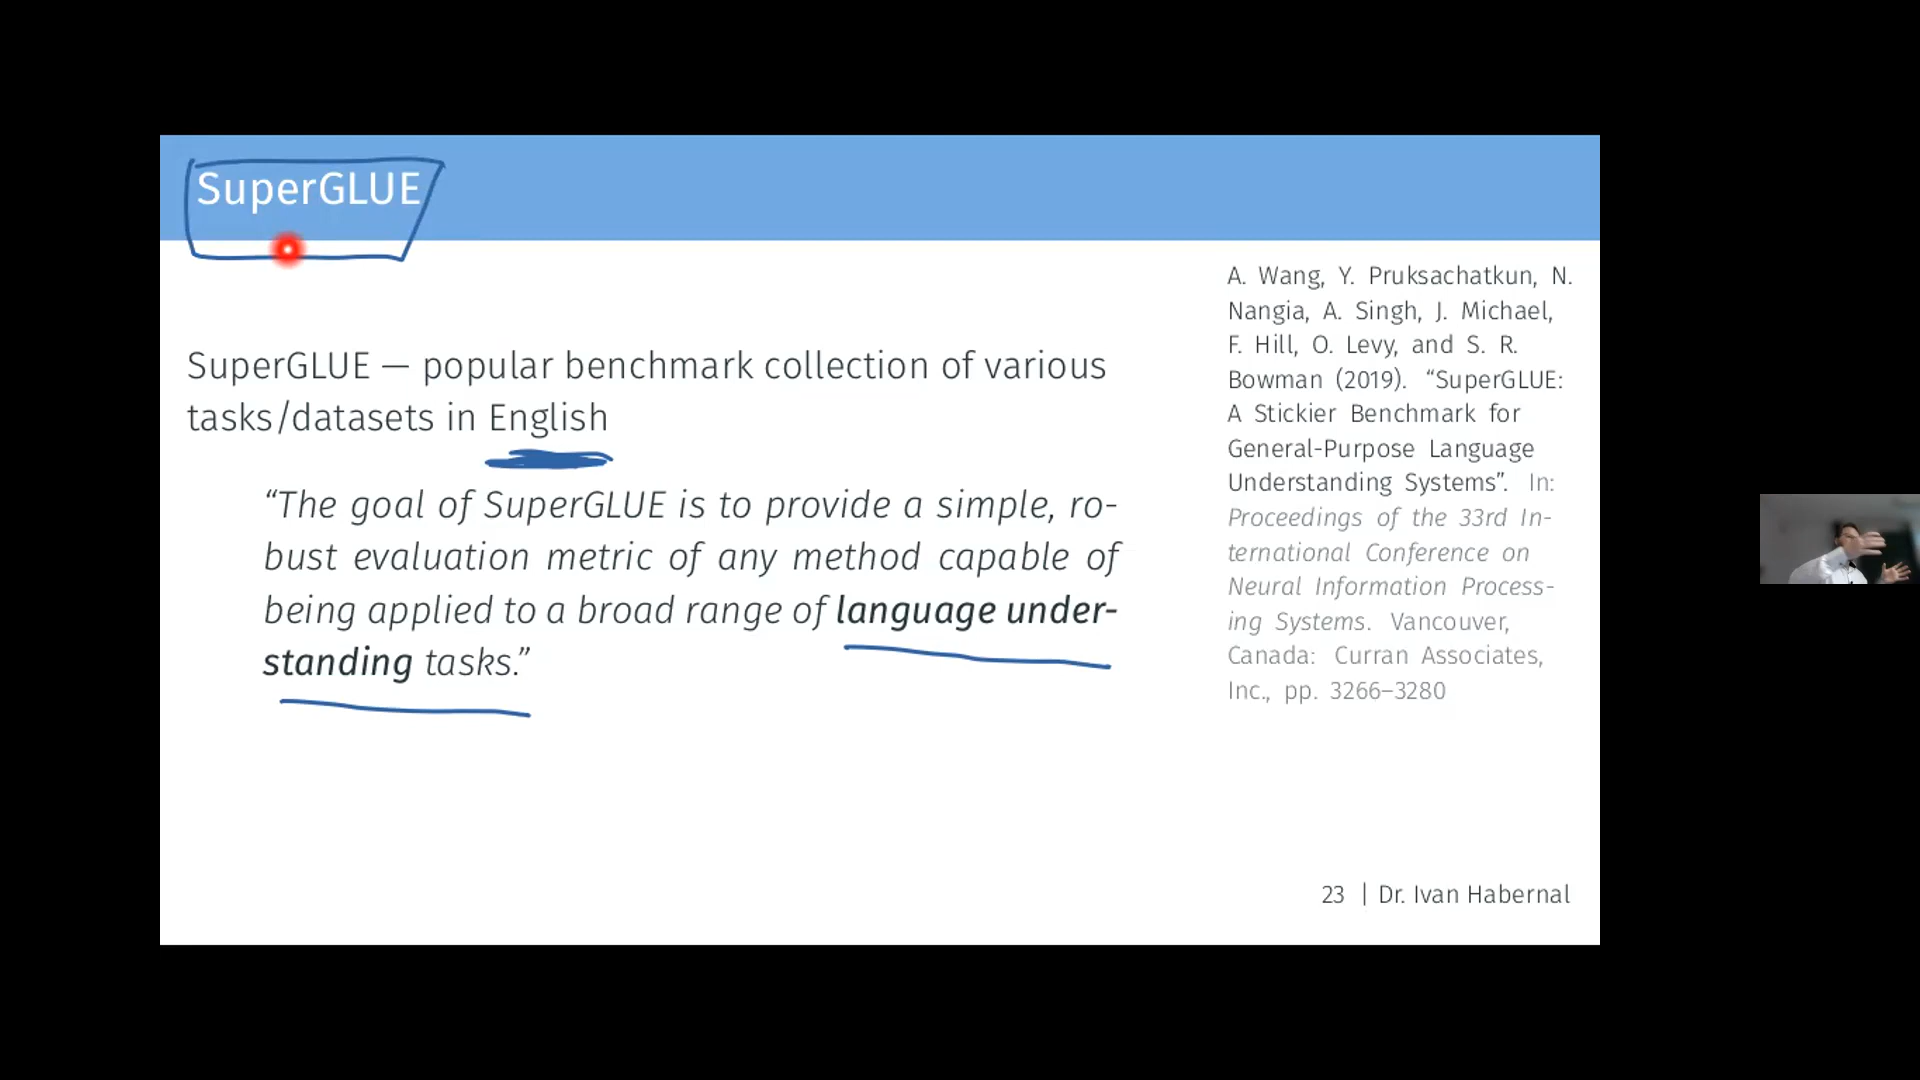 SuperGLUE
SuperGLUE — popular benchmark collection of various
tasks/datasets in English
“The goal of SuperGLUE is to provide a simple, ro-
bust evaluation metric of any method capable of
being applied to a broad range of language under-
standing tasks.”
A. Wang, Y. Pruksachatkun, N.
Nangia, A. Singh, J. Michael,
F. Hill, O. Levy, and S. R.
Bowman (2019). “SuperGLUE:
A Stickier Benchmark for
General-Purpose Language
Understanding Systems”. In:
Proceedings of the 33rd In-
ternational Conference on
Neural Information Process-
ing Systems. Vancouver,
Canada: Curran Associates,
Inc., pp. 3266–3280
23 | Dr. Ivan Habernal